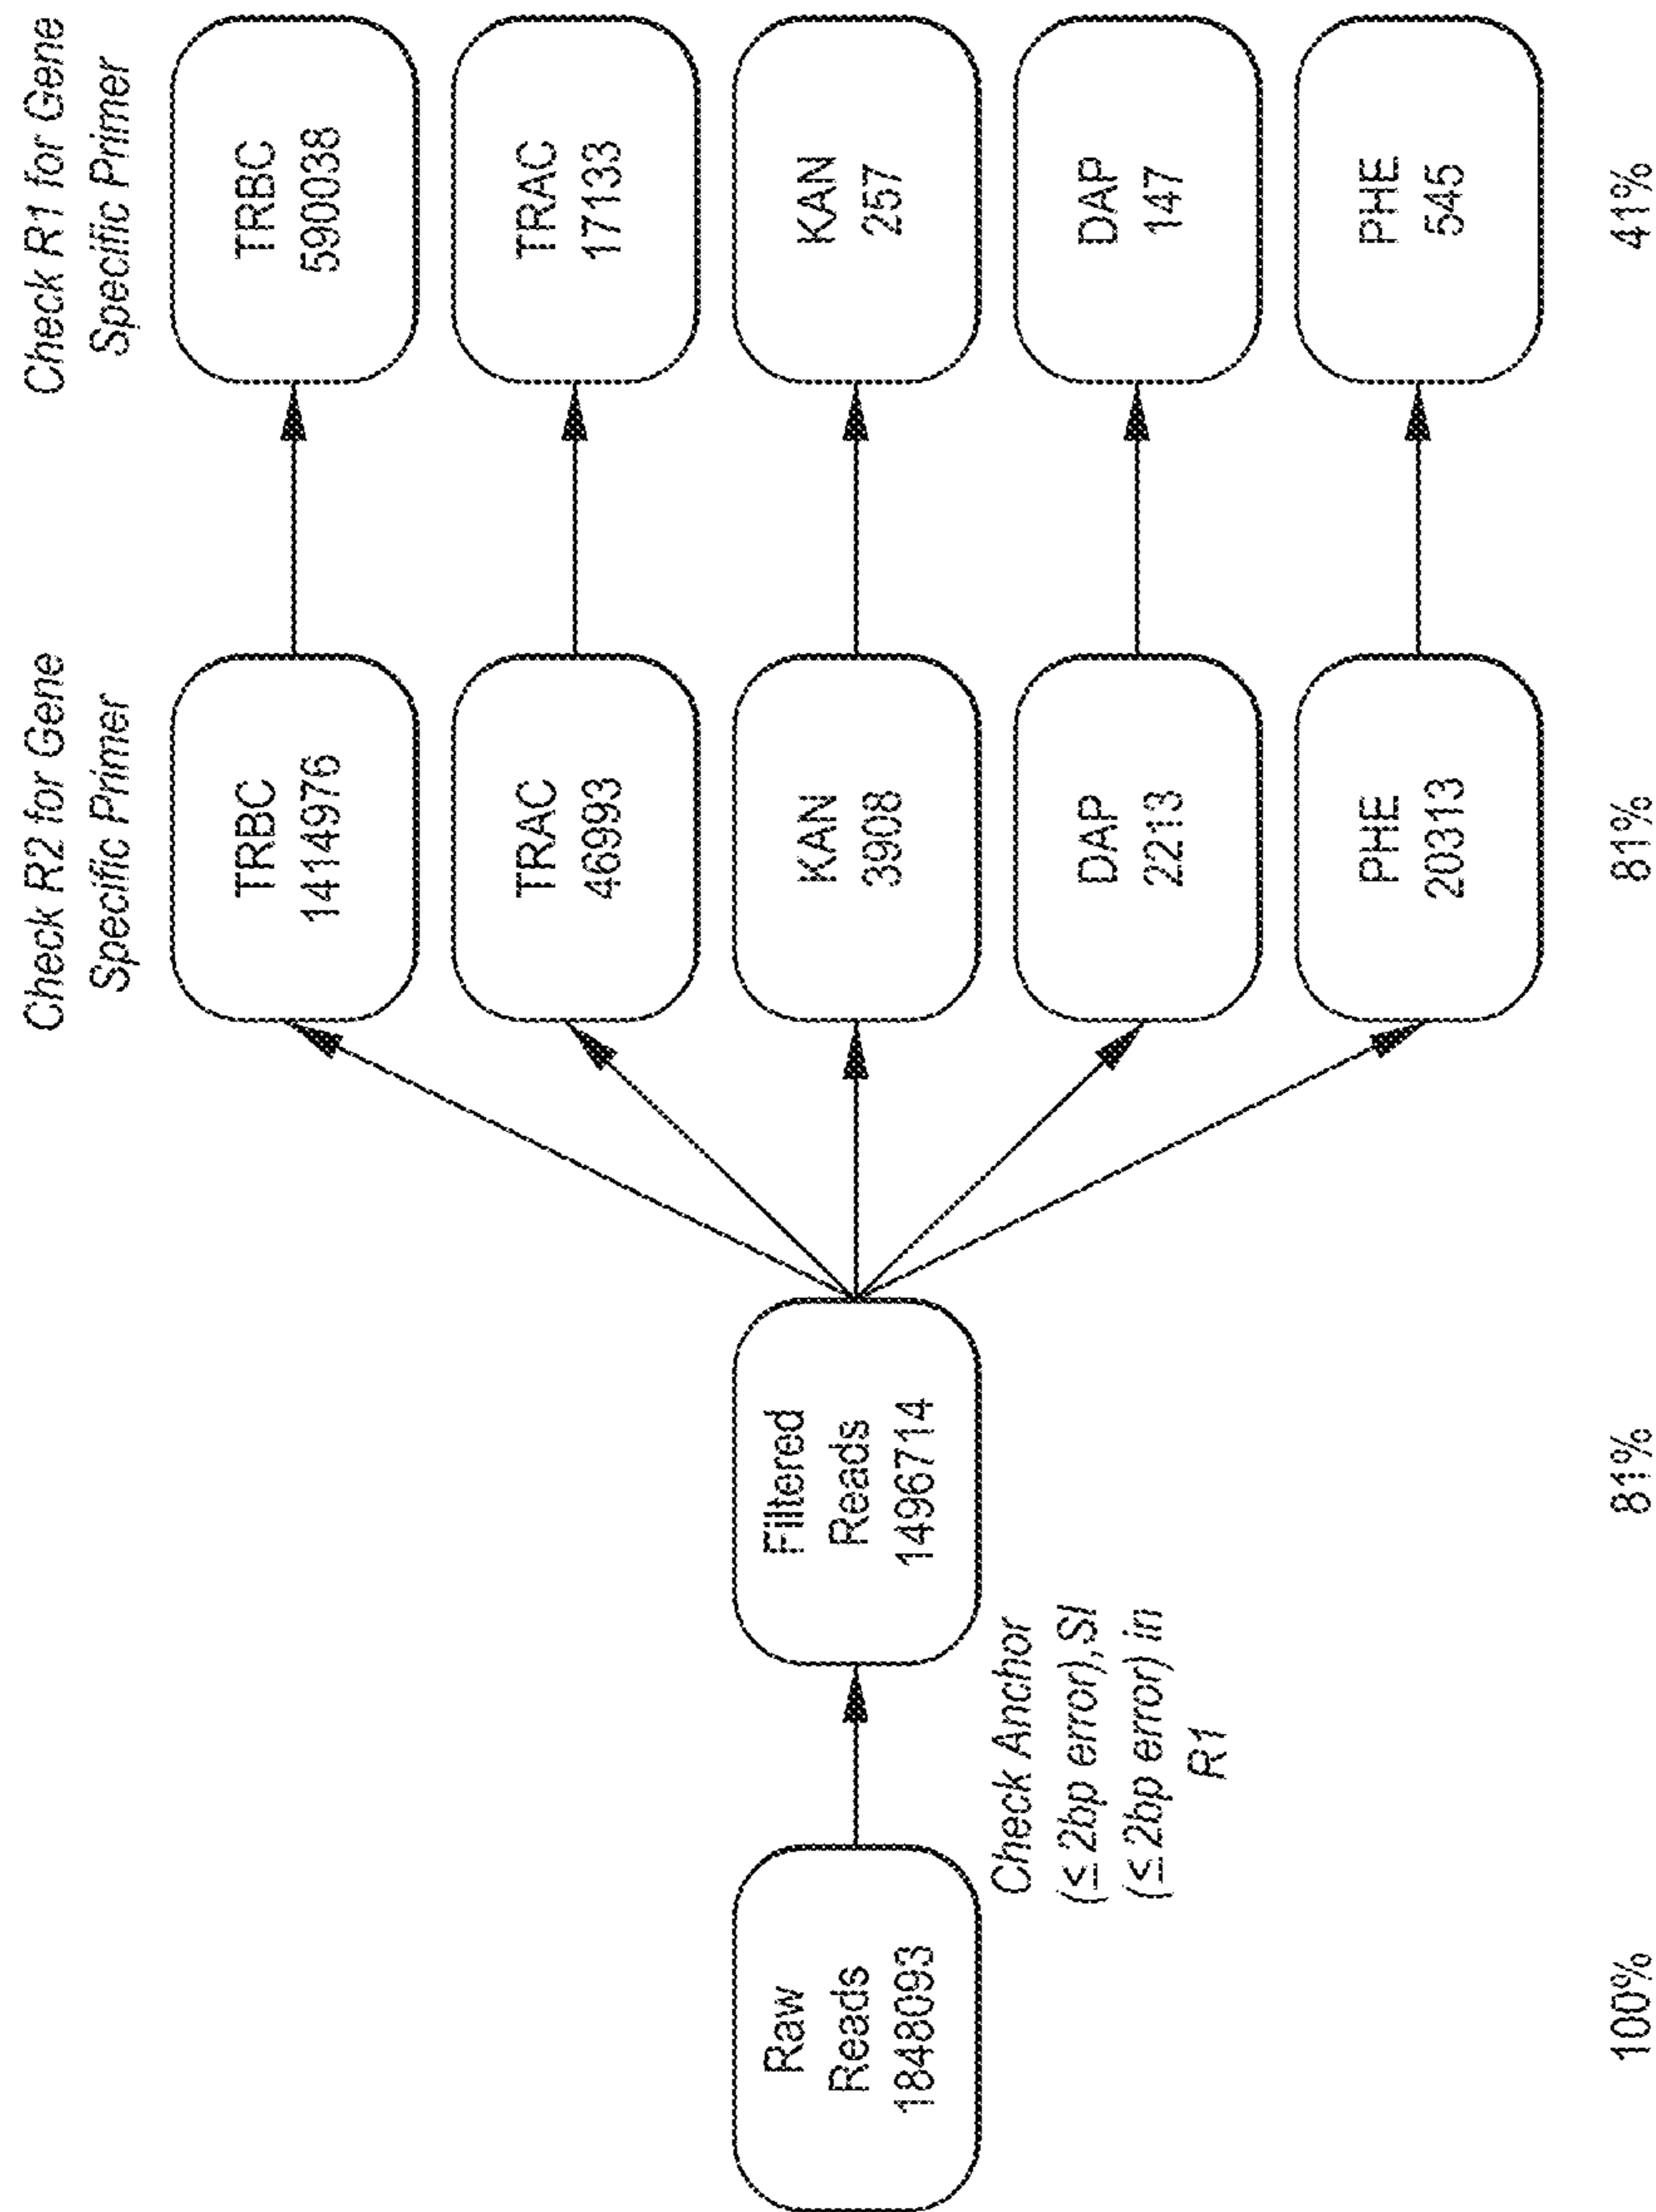 Raw
Reads
1848093
Check Anchor
(≤2bp error),SI
(≤2bp error) in
R1
Filtered
Reads
1496714
Check R2 for Gene
Specific Primer
TRBC
1414976
TRAC
46993
KAN
3908
DAP
2213
PHE
20313
Check R1 for Gene
Specific Primer
TRBC
590038
TRAC
17133
KAN
257
DAP
147
PHE
545
100%
81%
81%
41%